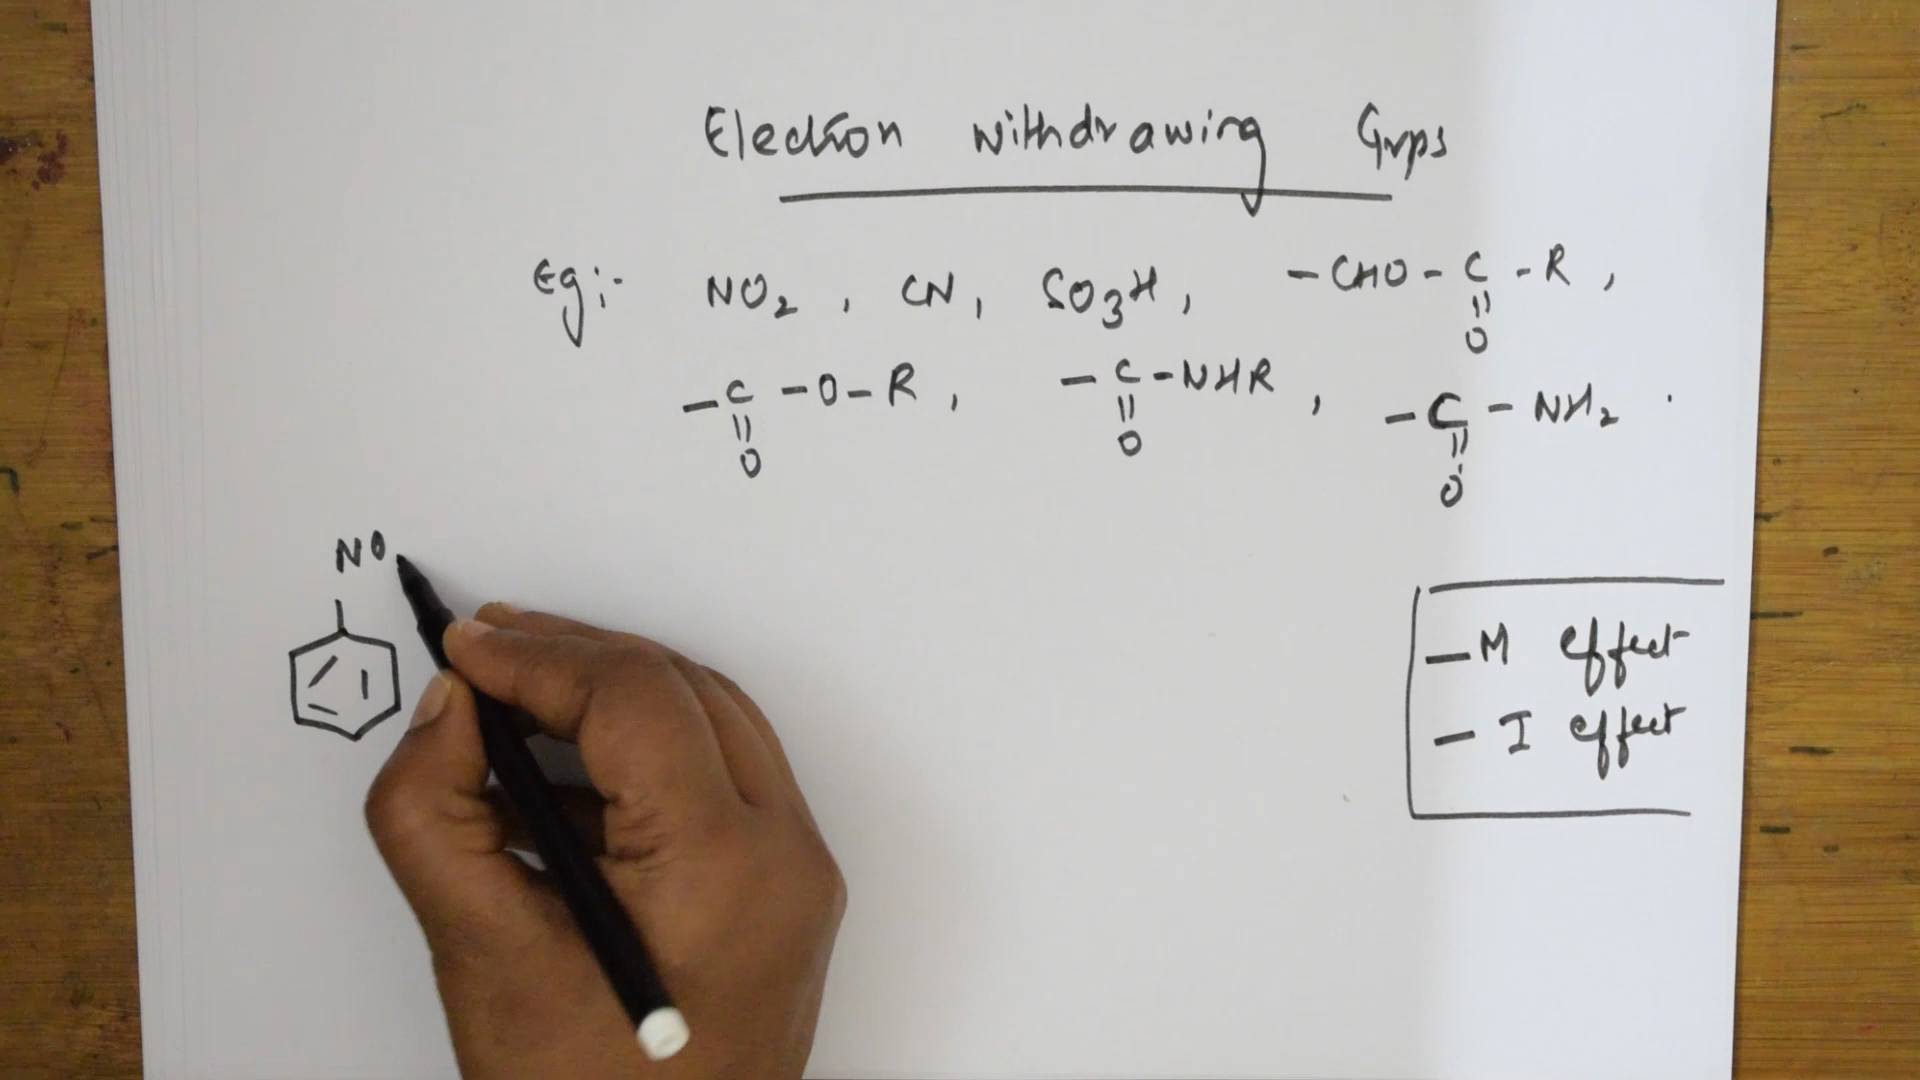 Electron withdrawing Grps
Eg:- NO2, CN, SO3H, -CHO - C - R,
=
O
- C - O - R, - C - NHR, - C - NH2.
=
O
=
O
=
O
NO
- M effect
- I effect